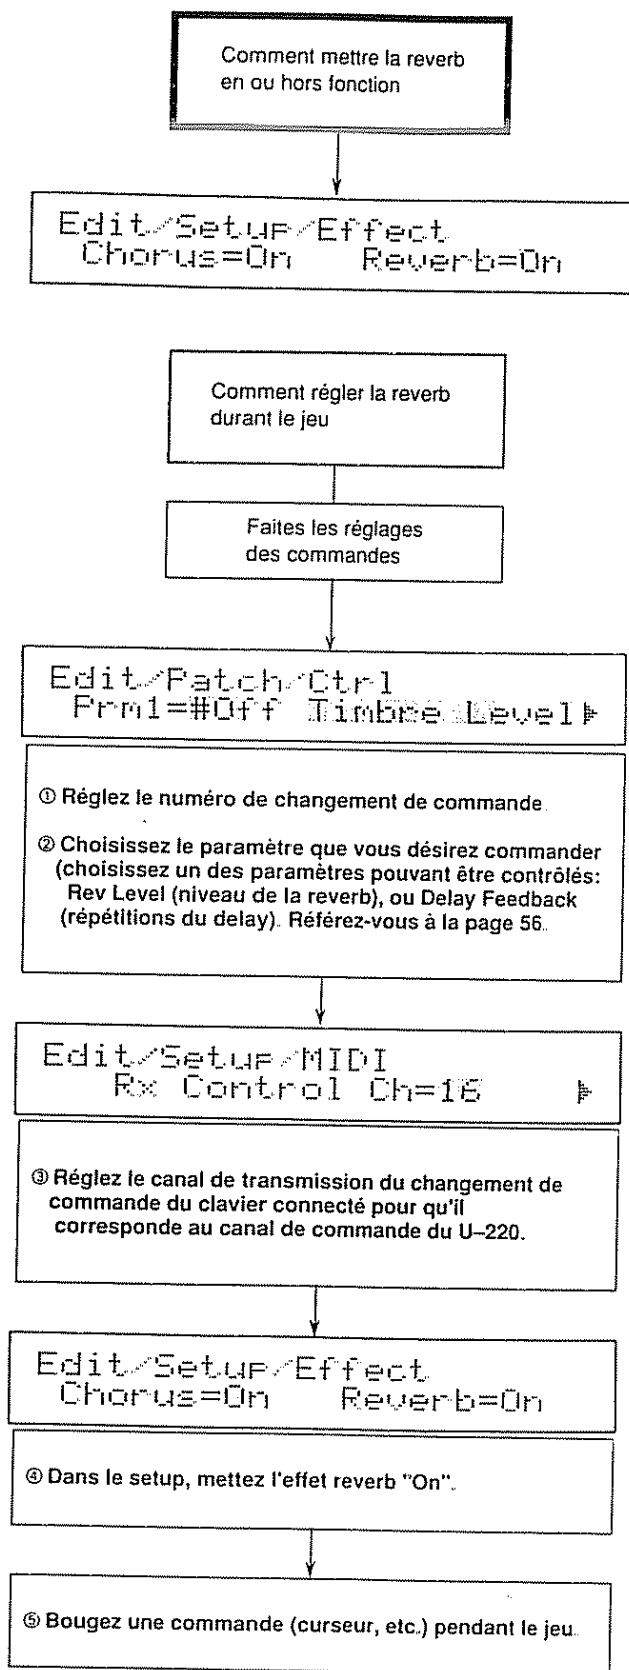 Comment mettre la reverb
en ou hors fonction
Edit/Setup/Effect
Chorus=On Reverb=On
Comment régler la reverb
durant le jeu
Faites les réglages
des commandes
Edit/Patch/Ctrl
Prm1=#Off Timbre Level▶
① Réglez le numéro de changement de commande.
② Choisissez le paramètre que vous désirez commander
(choisissez un des paramètres pouvant être contrôlés:
Rev Level (niveau de la reverb), ou Delay Feedback
(répétitions du delay). Référez-vous à la page 56.
Edit/Setup/MIDI
Rx Control Ch=16 ▶
③ Réglez le canal de transmission du changement de
commande du clavier connecté pour qu'il
corresponde au canal de commande du U–220.
Edit/Setup/Effect
Chorus=On Reverb=On
④ Dans le setup, mettez l'effet reverb "On".
⑤ Bougez une commande (curseur, etc.) pendant le jeu.